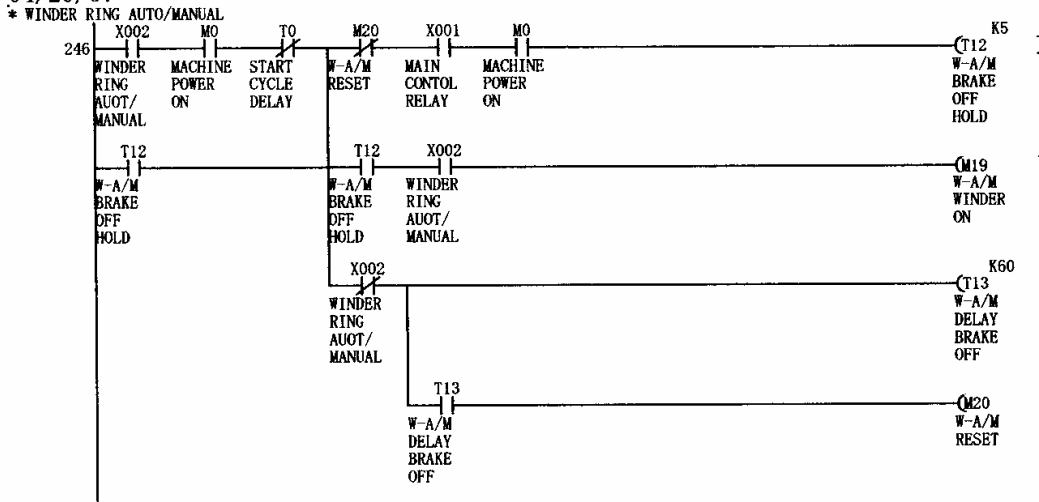 * WINDER RING AUTO/MANUAL
X002 M0 T0 M20 X001 M0 K5
246 (T12
WINDER MACHINE START W-A/M MAIN MACHINE W-A/M
RING POWER CYCLE RESET CONTOL POWER BRAKE
AUOT/ ON DELAY RELAY ON OFF
MANUAL HOLD
T12 T12 X002
(M19
W-A/M W-A/M WINDER W-A/M
BRAKE BRAKE RING WINDER
OFF OFF AUOT/ ON
HOLD HOLD MANUAL
X002 K60
(T13
WINDER W-A/M
RING DELAY
AUOT/ BRAKE
MANUAL OFF
T13
(M20
W-A/M W-A/M
DELAY RESET
BRAKE
OFF